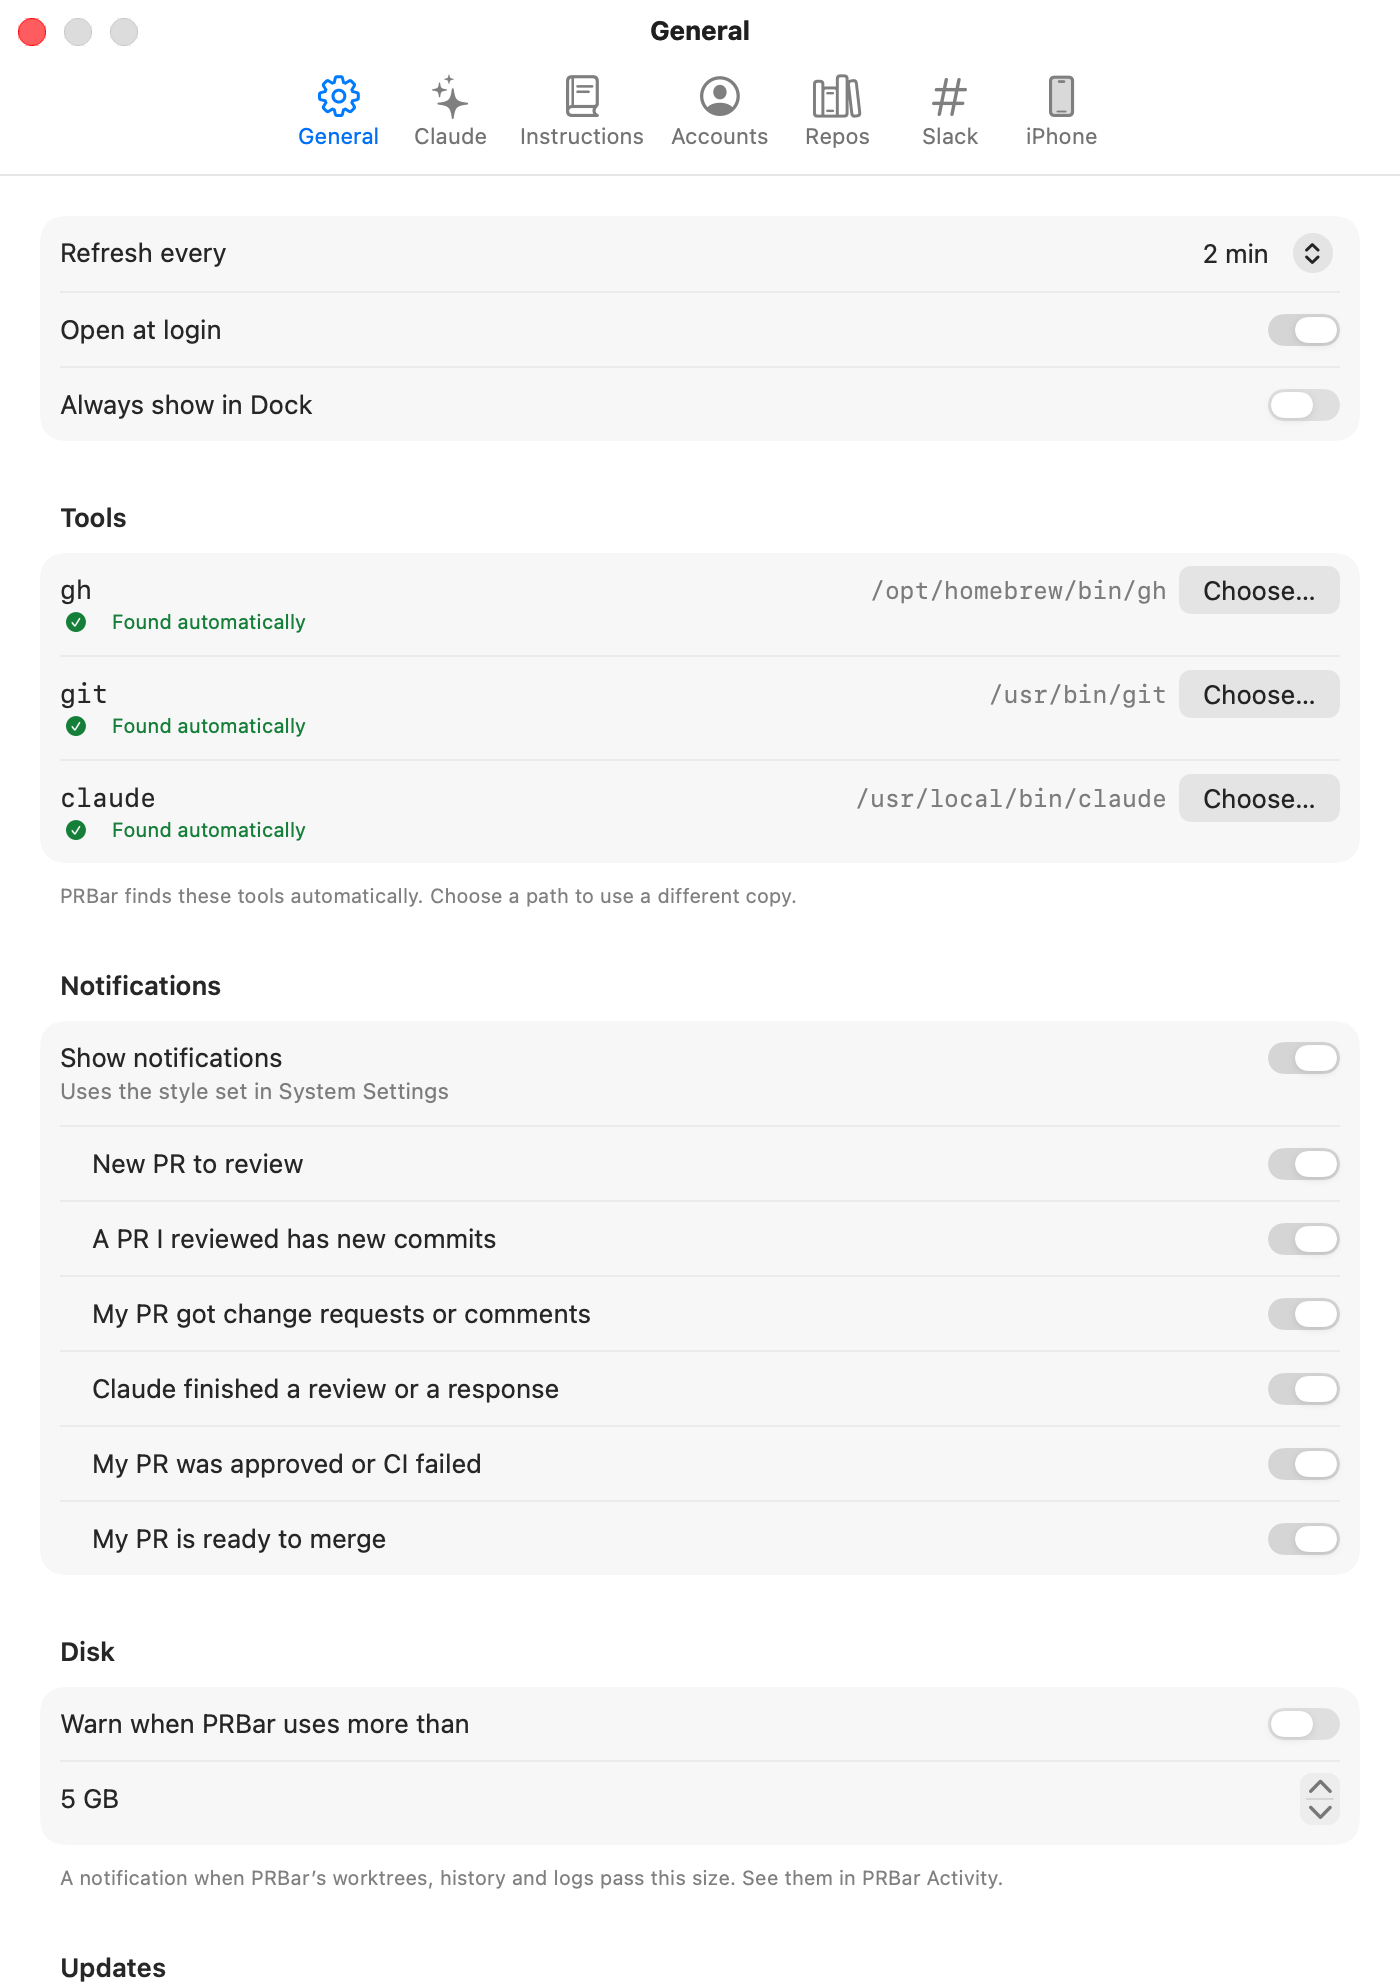 General
General
Claude
Instructions
Accounts
Repos
Slack
iPhone
Refresh every
2 min
Open at login
Always show in Dock
Tools
gh
/opt/homebrew/bin/gh
Choose...
Found automatically
git
/usr/bin/git
Choose...
Found automatically
claude
/usr/local/bin/claude
Choose...
Found automatically
PRBar finds these tools automatically. Choose a path to use a different copy.
Notifications
Show notifications
Uses the style set in System Settings
New PR to review
A PR I reviewed has new commits
My PR got change requests or comments
Claude finished a review or a response
My PR was approved or CI failed
My PR is ready to merge
Disk
Warn when PRBar uses more than
5 GB
A notification when PRBar’s worktrees, history and logs pass this size. See them in PRBar Activity.
Updates